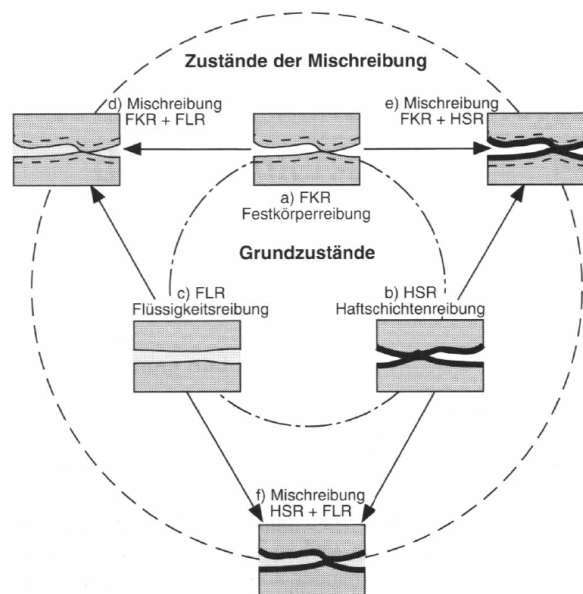 Zustände der Mischreibung
d) Mischreibung
FKR + FLR
e) Mischreibung
FKR + HSR
a) FKR
Festkörperreibung
Grundzustände
c) FLR
Flüssigkeitsreibung
b) HSR
Haftschichtenreibung
f) Mischreibung
HSR + FLR